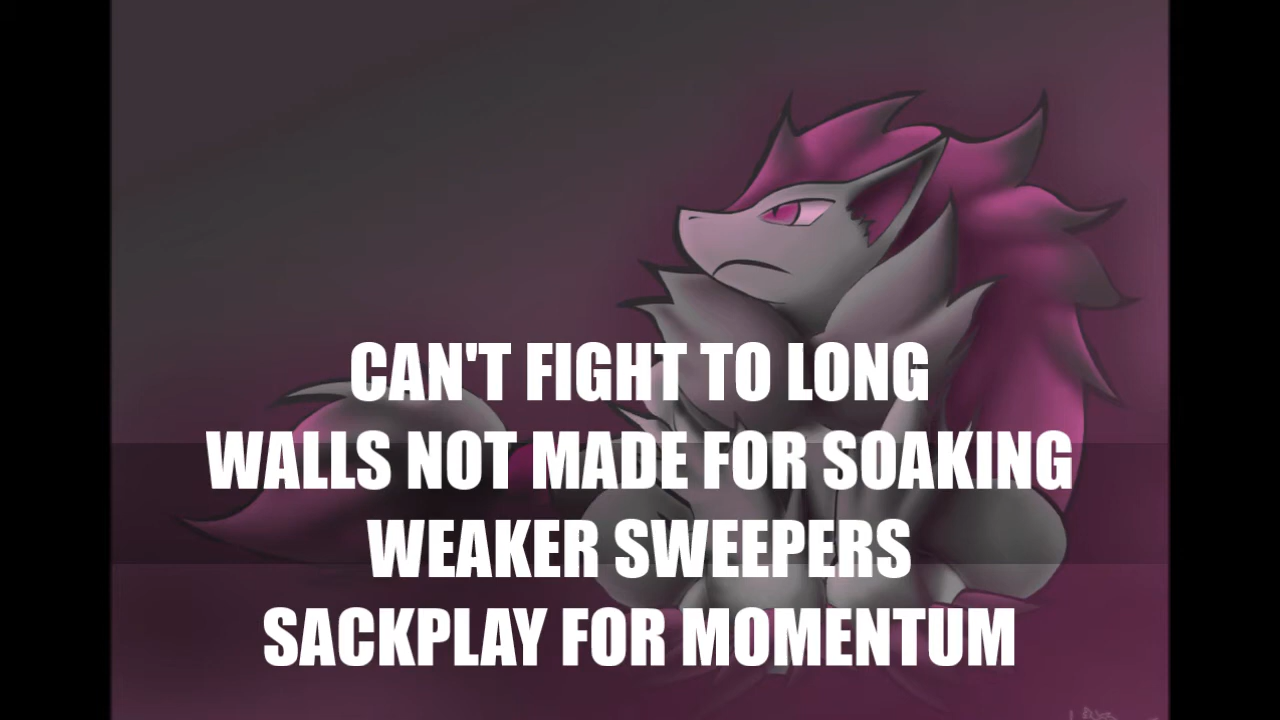 CAN'T FIGHT TO LONG
WALLS NOT MADE FOR SOAKING
WEAKER SWEEPERS
SACKPLAY FOR MOMENTUM